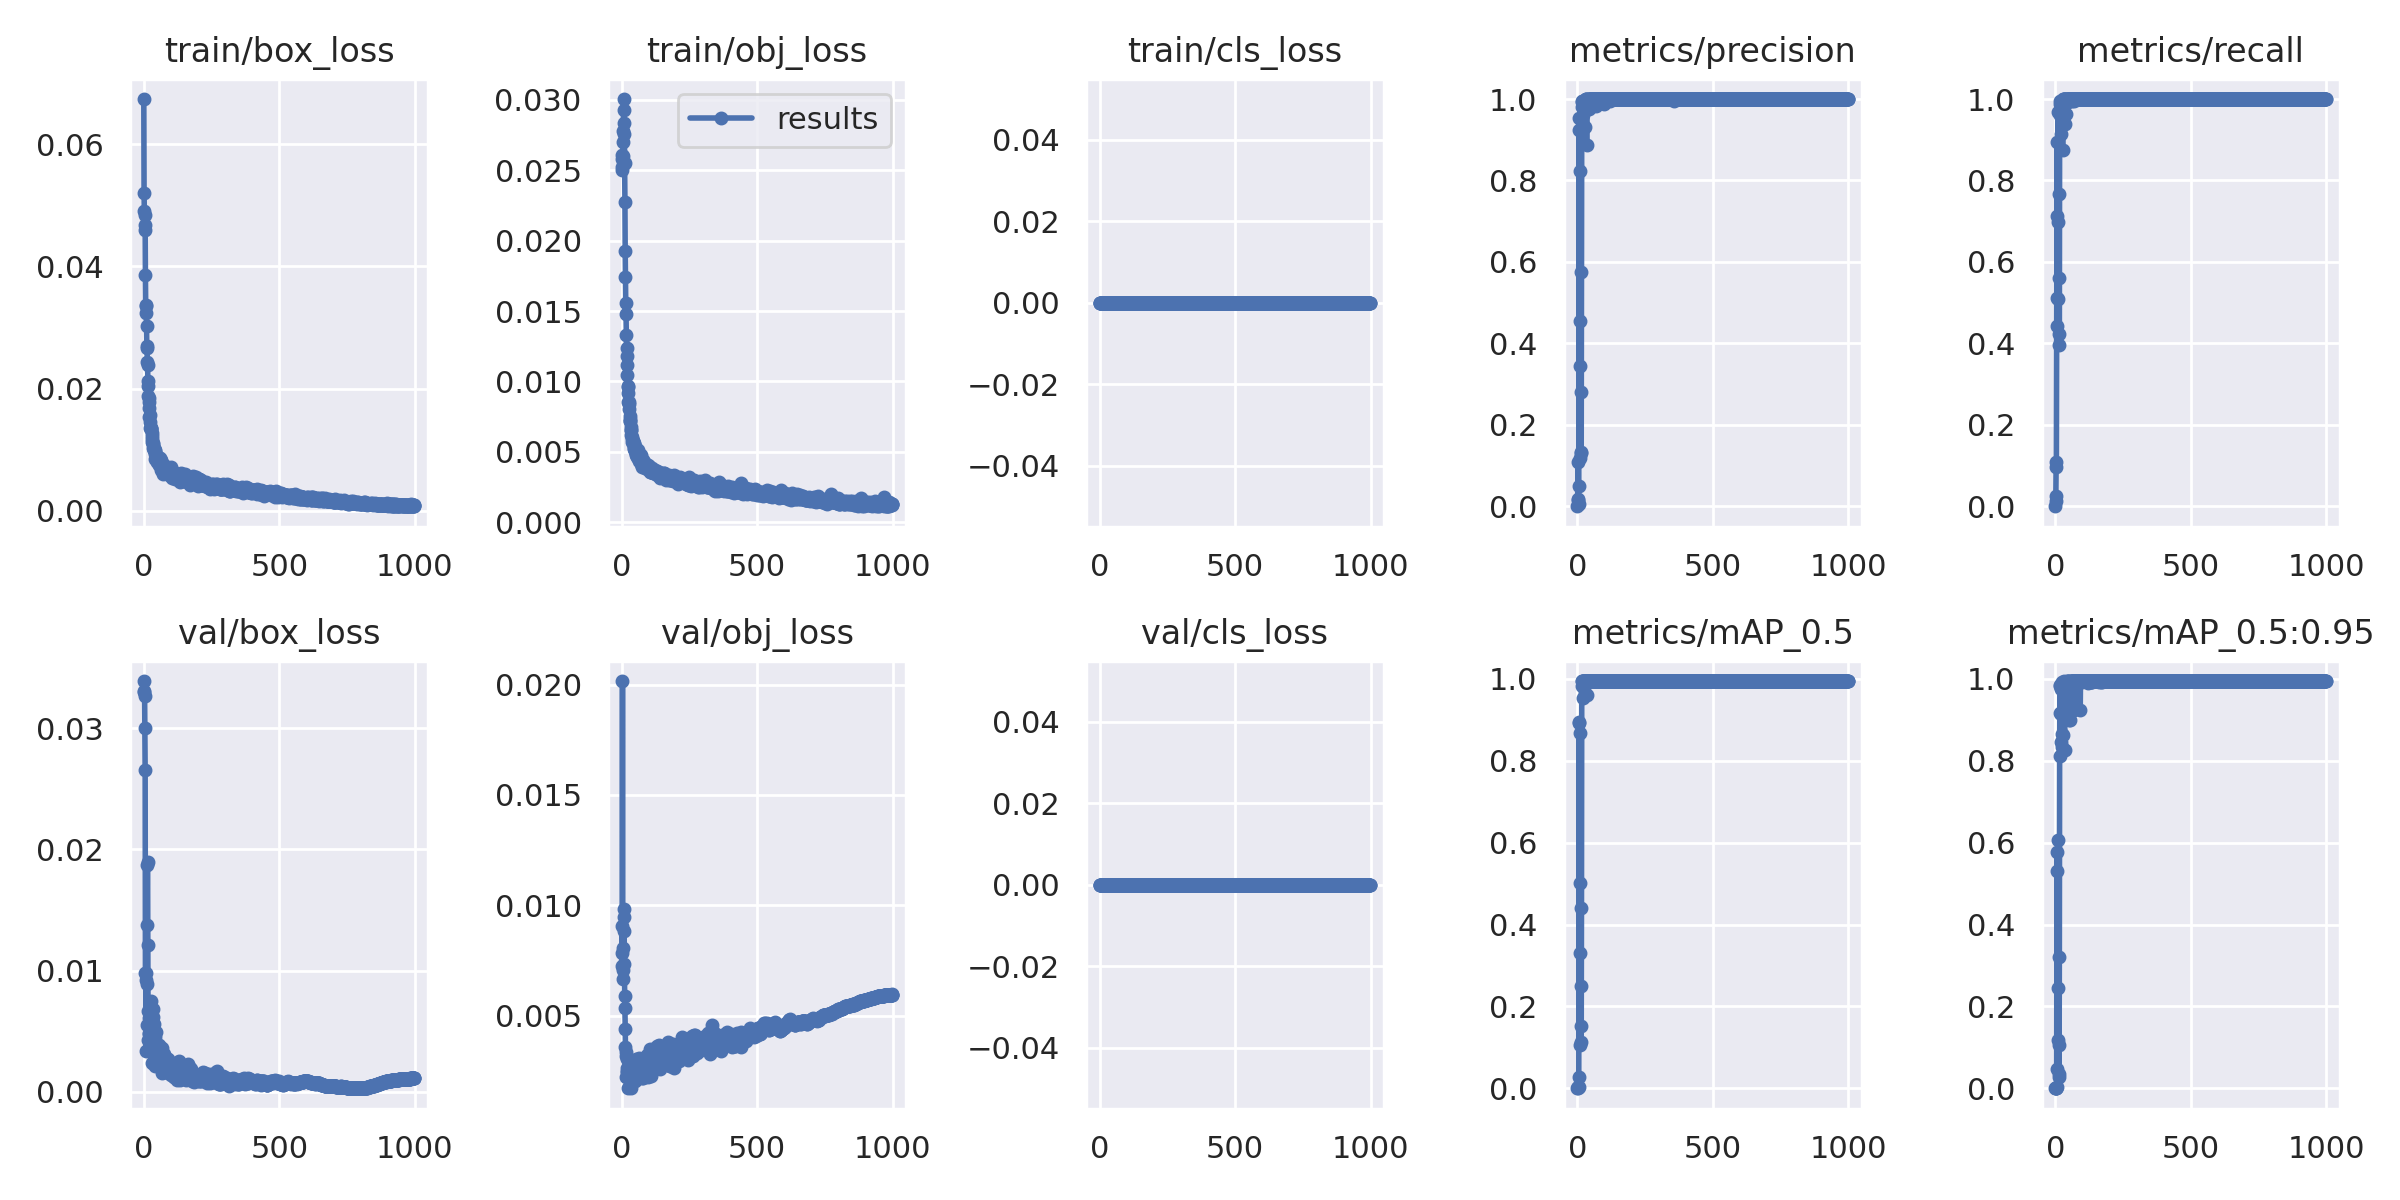 train/box_loss
0.06
0.04
0.02
0.00
0 500 1000
train/obj_loss
results
0.030
0.025
0.020
0.015
0.010
0.005
0.000
0 500 1000
train/cls_loss
0.04
0.02
0.00
−0.02
−0.04
0 500 1000
metrics/precision
1.0
0.8
0.6
0.4
0.2
0.0
0 500 1000
metrics/recall
1.0
0.8
0.6
0.4
0.2
0.0
0 500 1000
val/box_loss
0.03
0.02
0.01
0.00
0 500 1000
val/obj_loss
0.020
0.015
0.010
0.005
0 500 1000
val/cls_loss
0.04
0.02
0.00
−0.02
−0.04
0 500 1000
metrics/mAP_0.5
1.0
0.8
0.6
0.4
0.2
0.0
0 500 1000
metrics/mAP_0.5:0.95
1.0
0.8
0.6
0.4
0.2
0.0
0 500 1000